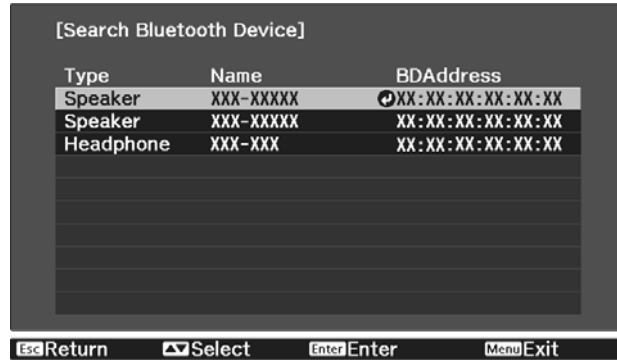 [Search Bluetooth Device]
Type Name BDAddress
Speaker XXX-XXXXX XX:XX:XX:XX:XX:XX
Speaker XXX-XXXXX XX:XX:XX:XX:XX:XX
Headphone XXX-XXX XX:XX:XX:XX:XX:XX
Esc Return Select Enter Enter Menu Exit